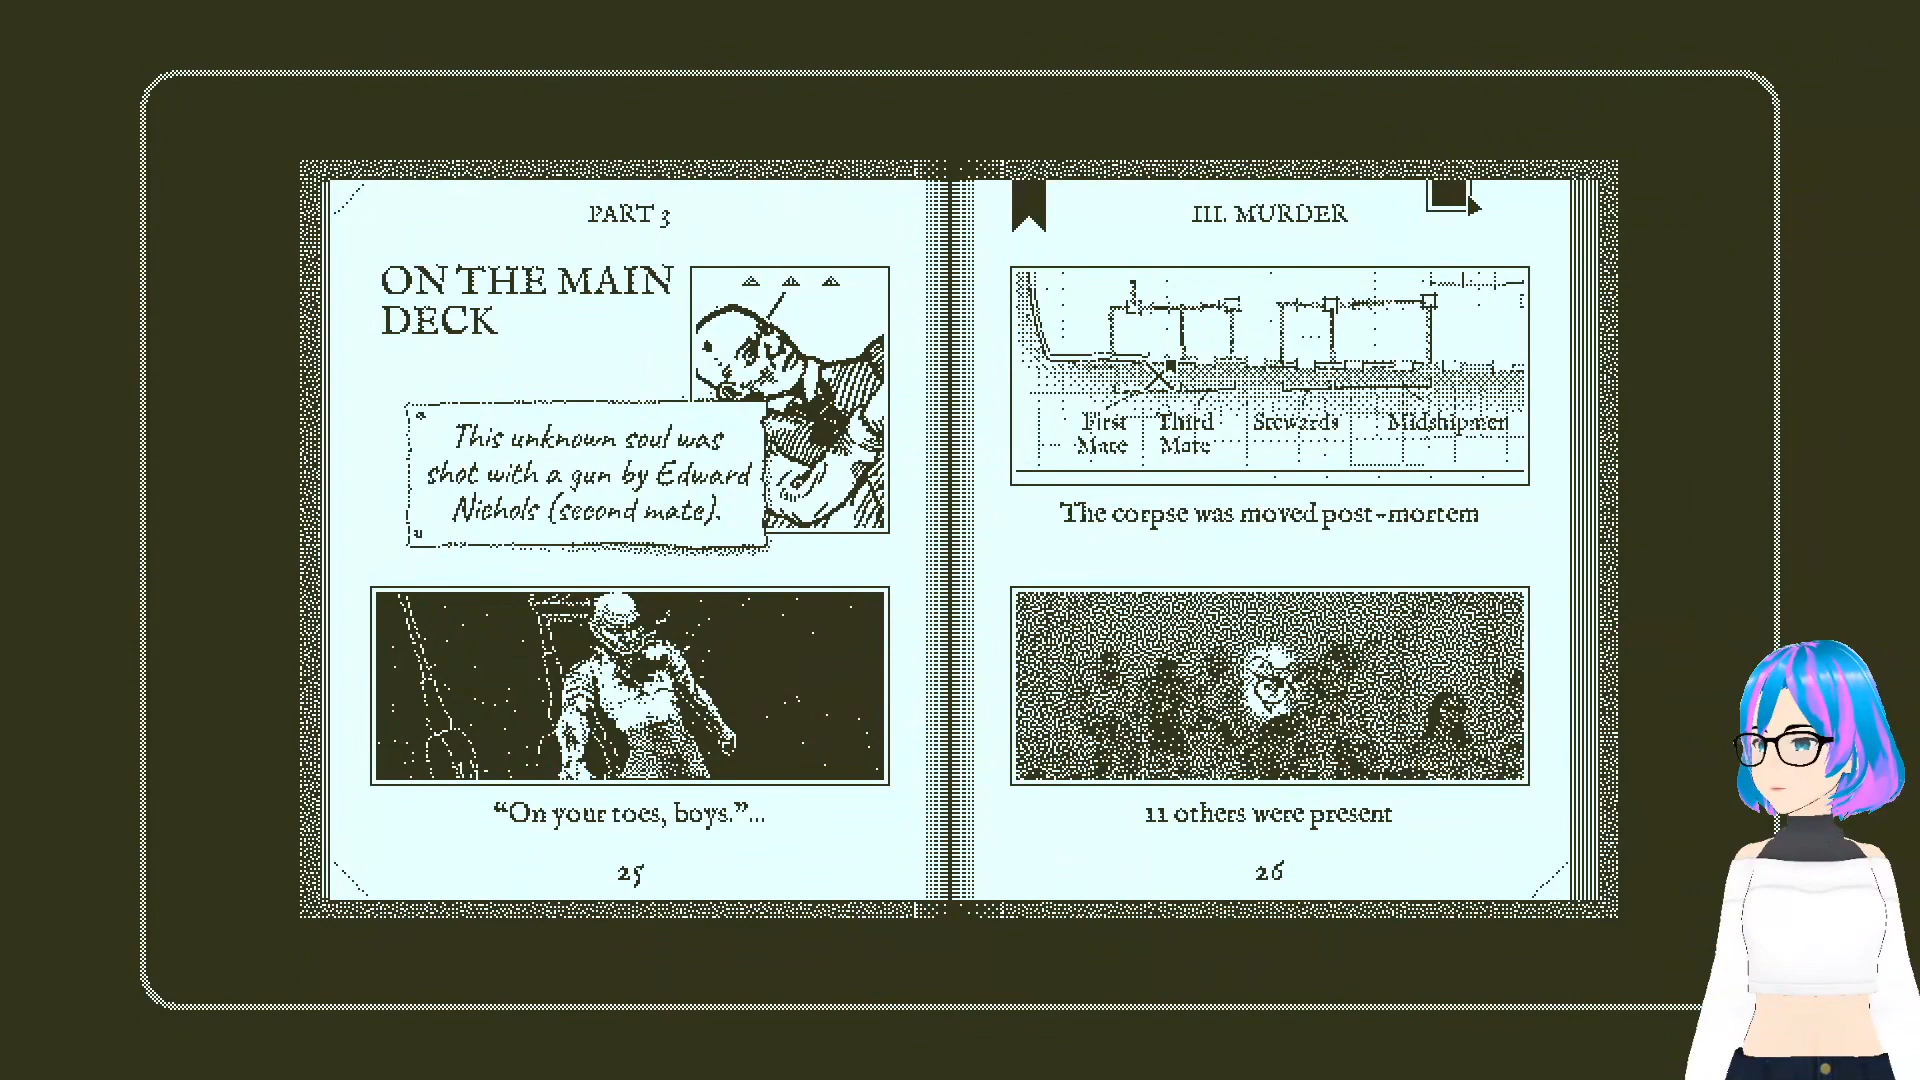 PART 3
ON THE MAIN
DECK
This unknown soul was
shot with a gun by Edward
Nichols (second mate).
“On your toes, boys.”...
25
III. MURDER
First Third Stewards Midshipmen
Mate Mate
The corpse was moved post-mortem
11 others were present
26